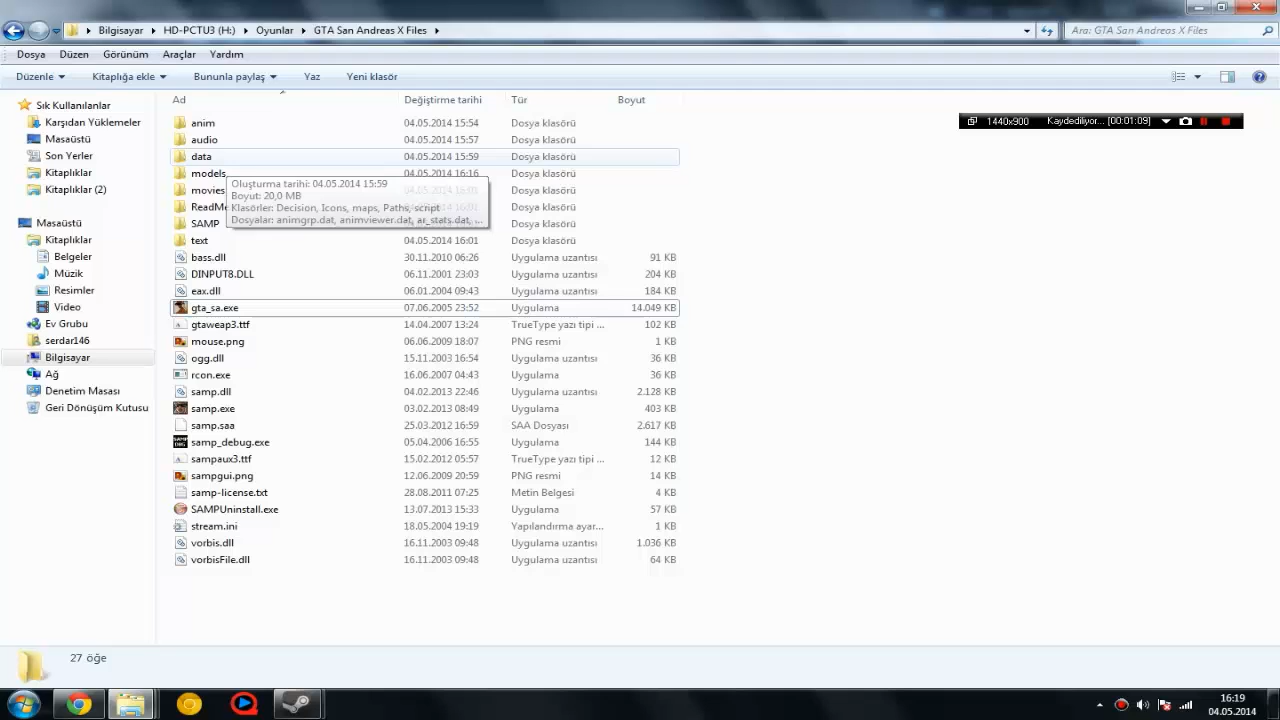 Bilgisayar HD-PCTU3 (H:) Oyunlar GTA San Andreas X Files Ara: GTA San Andreas X Files
Dosya Düzen Görünüm Araçlar Yardım
Düzenle Kitaplığa ekle Bununla paylaş Yaz Yeni klasör
Sık Kullanılanlar
Karşıdan Yüklemeler
Masaüstü
Son Yerler
Kitaplıklar
Kitaplıklar (2)
Masaüstü
Kitaplıklar
Belgeler
Müzik
Resimler
Video
Ev Grubu
serdar146
Bilgisayar
Ağ
Denetim Masası
Geri Dönüşüm Kutusu
Ad Değiştirme tarihi Tür Boyut
anim 04.05.2014 15:54 Dosya klasörü
audio 04.05.2014 15:57 Dosya klasörü
data 04.05.2014 15:59 Dosya klasörü
models 04.05.2014 16:16 Dosya klasörü
movies 04.05.2014 16:01 Dosya klasörü
ReadMe Dosya klasörü
SAMP Dosya klasörü
text 04.05.2014 16:01 Dosya klasörü
bass.dll 30.11.2010 06:26 Uygulama uzantısı 91 KB
DINPUT8.DLL 06.11.2001 23:03 Uygulama uzantısı 204 KB
eax.dll 06.01.2004 09:43 Uygulama uzantısı 184 KB
gta_sa.exe 07.06.2005 23:52 Uygulama 14.049 KB
gtaweap3.ttf 14.04.2007 13:24 TrueType yazı tipi ... 102 KB
mouse.png 06.06.2009 18:07 PNG resmi 1 KB
ogg.dll 15.11.2003 16:54 Uygulama uzantısı 36 KB
rcon.exe 16.06.2007 04:43 Uygulama 36 KB
samp.dll 04.02.2013 22:46 Uygulama uzantısı 2.128 KB
samp.exe 03.02.2013 08:49 Uygulama 403 KB
samp.saa 25.03.2012 16:59 SAA Dosyası 2.617 KB
samp_debug.exe 05.04.2006 16:55 Uygulama 144 KB
sampaux3.ttf 15.02.2012 05:57 TrueType yazı tipi ... 12 KB
sampgui.png 12.06.2009 20:59 PNG resmi 14 KB
samp-license.txt 28.08.2011 07:25 Metin Belgesi 4 KB
SAMPUninstall.exe 13.07.2013 15:33 Uygulama 57 KB
stream.ini 18.05.2004 19:19 Yapılandırma ayar... 1 KB
vorbis.dll 16.11.2003 09:48 Uygulama uzantısı 1.036 KB
vorbisFile.dll 16.11.2003 09:48 Uygulama uzantısı 64 KB
Oluşturma tarihi: 04.05.2014 15:59
Boyut: 20,0 MB
Klasörler: Decision, Icons, maps, Paths, script
Dosyalar: animgrp.dat, animviewer.dat, ar_stats.dat, ...
1440x900 Kaydediliyor... [00:01:09]
27 öğe
16:19
04.05.2014